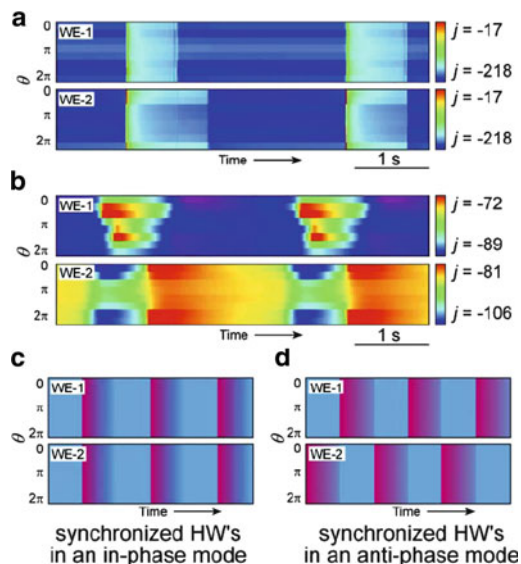 a
WE-1
0
π
2π
θ
j = -17
j = -218
WE-2
0
π
2π
j = -17
j = -218
Time
1 s
b
WE-1
0
π
2π
θ
j = -72
j = -89
WE-2
0
π
2π
j = -81
j = -106
Time
1 s
c
WE-1
0
π
2π
θ
WE-2
0
π
2π
Time
synchronized HW's
in an in-phase mode
d
WE-1
0
π
2π
θ
WE-2
0
π
2π
Time
synchronized HW's
in an anti-phase mode